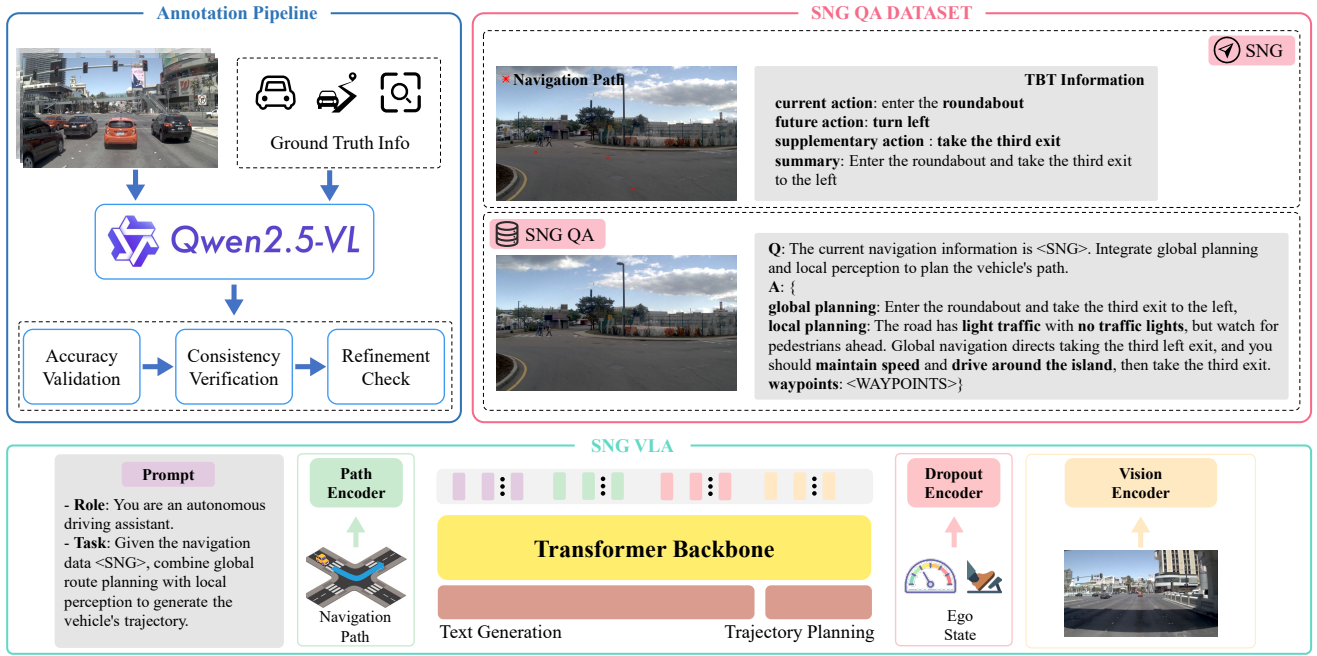 Annotation Pipeline
Ground Truth Info
Qwen2.5-VL
Accuracy
Validation
Consistency
Verification
Refinement
Check
SNG QA DATASET
SNG
Navigation Path
TBT Information
current action: enter the roundabout
future action: turn left
supplementary action : take the third exit
summary: Enter the roundabout and take the third exit
to the left
SNG QA
Q: The current navigation information is <SNG>. Integrate global planning
and local perception to plan the vehicle's path.
A: {
global planning: Enter the roundabout and take the third exit to the left,
local planning: The road has light traffic with no traffic lights, but watch for
pedestrians ahead. Global navigation directs taking the third left exit, and you
should maintain speed and drive around the island, then take the third exit.
waypoints: <WAYPOINTS>}
SNG VLA
Prompt
- Role: You are an autonomous
driving assistant.
- Task: Given the navigation
data <SNG>, combine global
route planning with local
perception to generate the
vehicle's trajectory.
Path
Encoder
Navigation
Path
Transformer Backbone
Text Generation
Trajectory Planning
Dropout
Encoder
Ego
State
Vision
Encoder